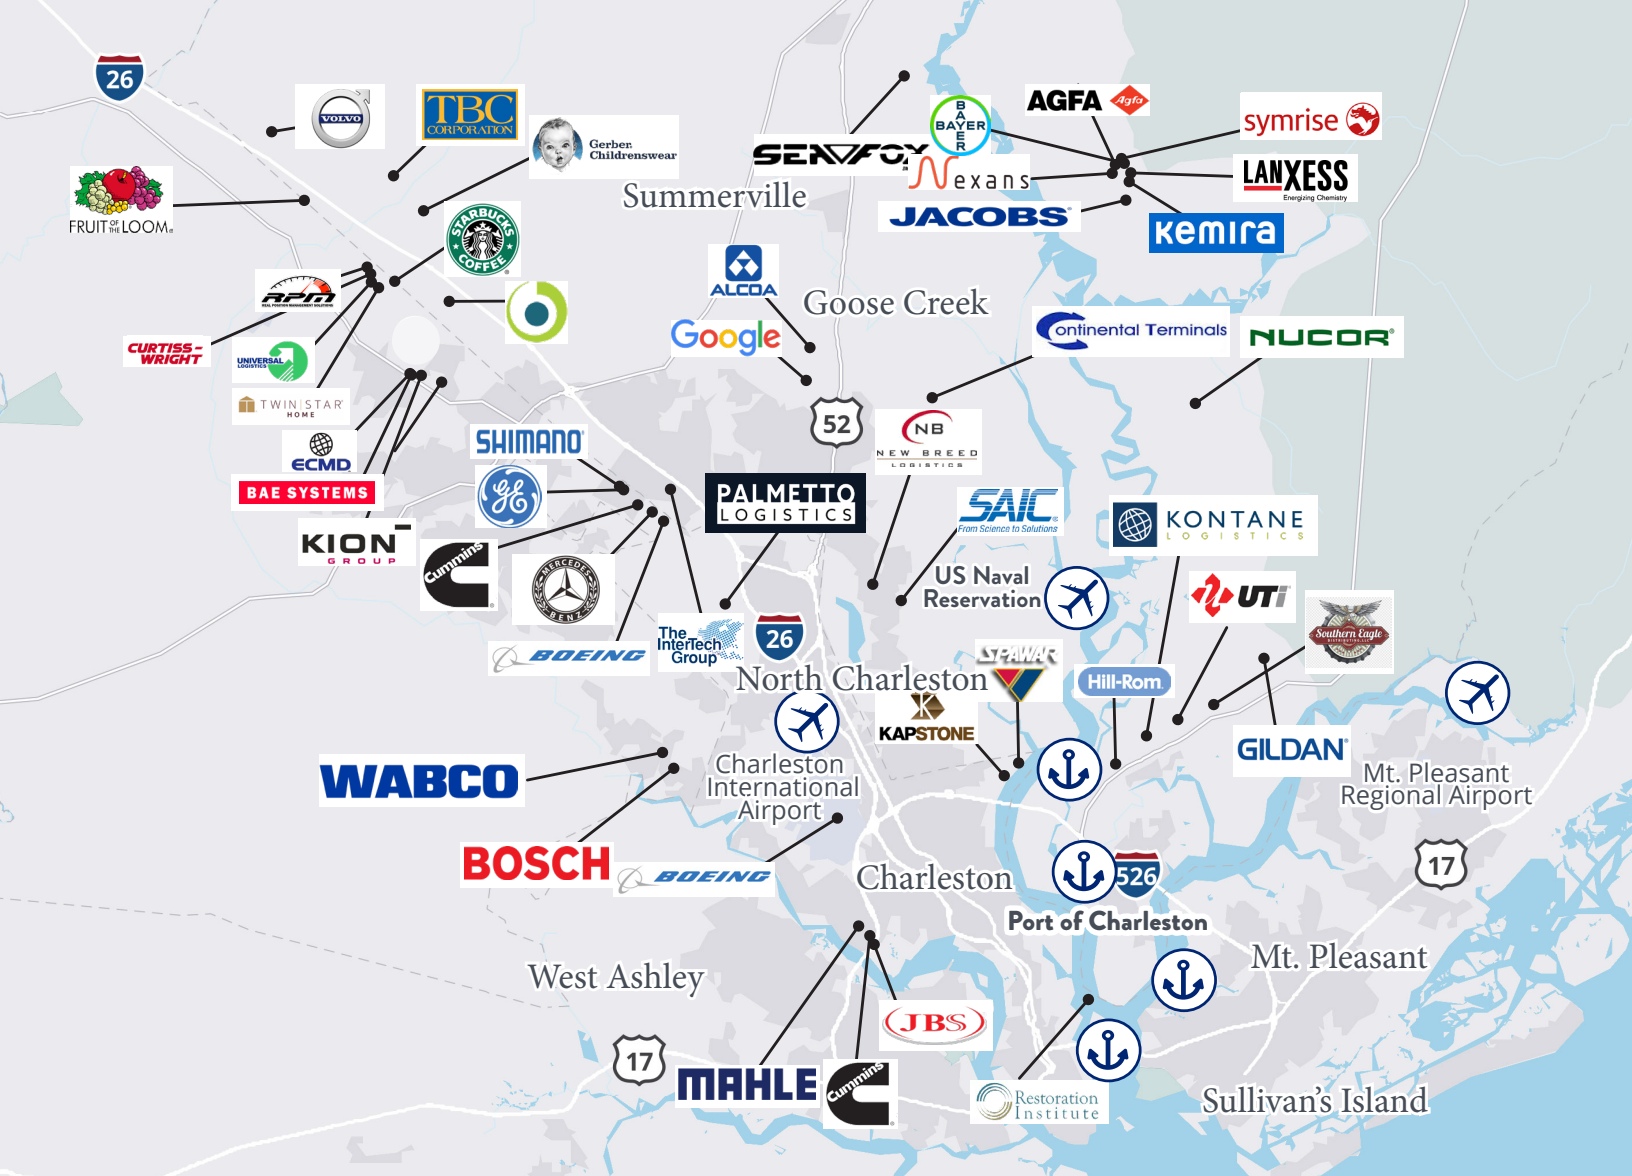 26
VOLVO
TBC
CORPORATION
Gerber.
Childrenswear
FRUIT OF THE LOOM®
Summerville
STARBUCKS
COFFEE
SENVFOX
BAYER
BAYER
AGFA Agfa
symrise
Nexans
LANXESS
Energizing Chemistry
JACOBS
Kemira
RPM
ALCOA
Goose Creek
Google
Continental Terminals
NUCOR®
CURTISS-
WRIGHT
UNIVERSAL
LOGISTICS
TWIN STAR
HOME
ECMD
BAE SYSTEMS
KION
GROUP
SHIMANO
GE
52
NB
NEW BREED
LOGISTICS
PALMETTO
LOGISTICS
SAIC
From Science to Solutions
KONTANE
LOGISTICS
Cummins
MERCEDES
BENZ
US Naval
Reservation
UTi
Southern Eagle
BOEING
The
InterTech
Group
26
North Charleston
SPAWAR
Hill-Rom
K
KAPSTONE
GILDAN
WABCO
Charleston
International
Airport
Mt. Pleasant
Regional Airport
BOSCH
BOEING
Charleston
526
17
Port of Charleston
West Ashley
Mt. Pleasant
JBS
17
MAHLE
Cummins
Restoration
Institute
Sullivan's Island